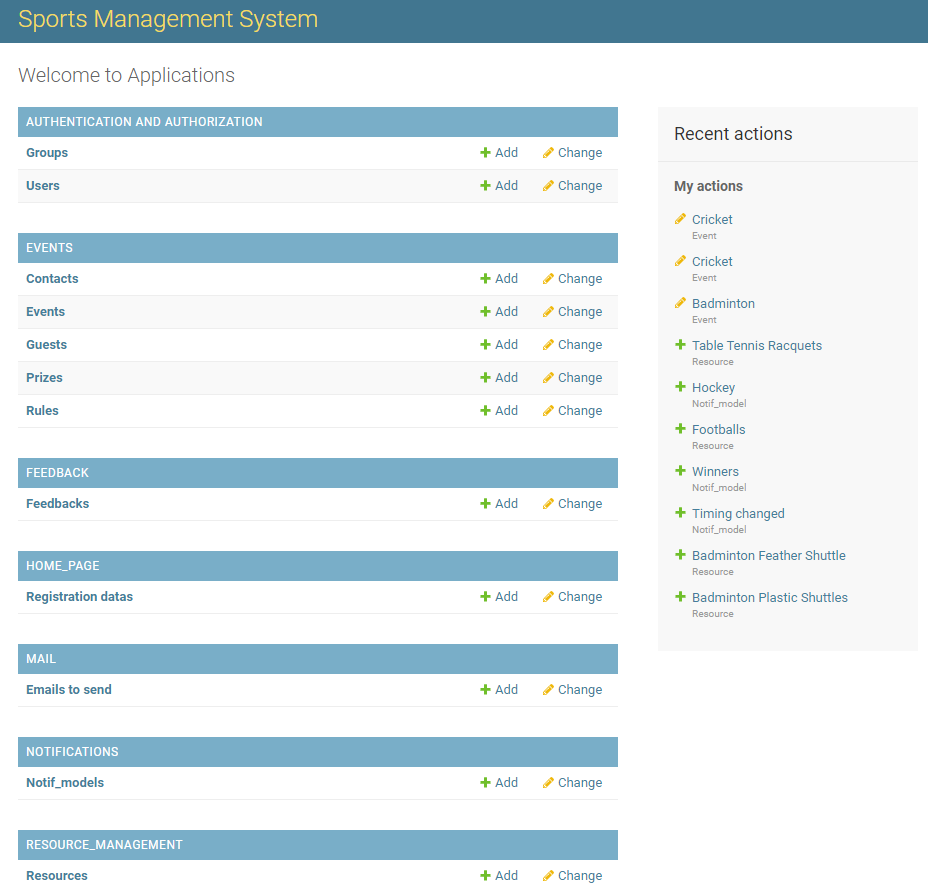 Sports Management System
Welcome to Applications
AUTHENTICATION AND AUTHORIZATION
Groups Add Change
Users Add Change
EVENTS
Contacts Add Change
Events Add Change
Guests Add Change
Prizes Add Change
Rules Add Change
FEEDBACK
Feedbacks Add Change
HOME_PAGE
Registration datas Add Change
MAIL
Emails to send Add Change
NOTIFICATIONS
Notif_models Add Change
RESOURCE_MANAGEMENT
Resources Add Change
Recent actions
My actions
Cricket
Event
Cricket
Event
Badminton
Event
Table Tennis Racquets
Resource
Hockey
Notif_model
Footballs
Resource
Winners
Notif_model
Timing changed
Notif_model
Badminton Feather Shuttle
Resource
Badminton Plastic Shuttles
Resource